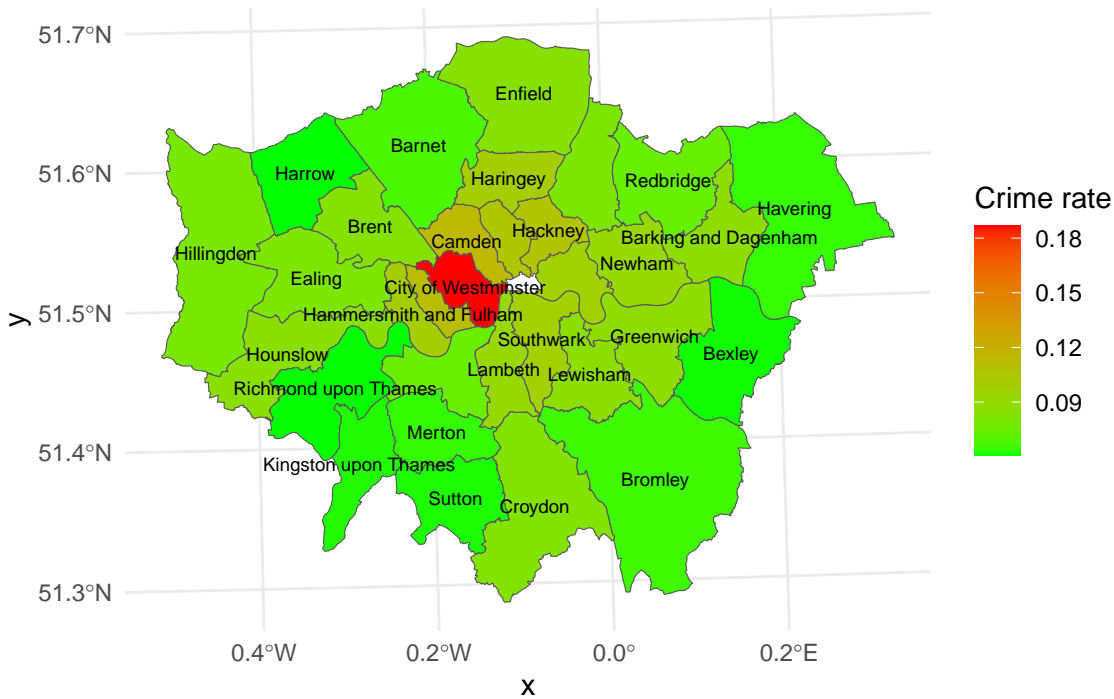 51.7°N
51.6°N
51.5°N
51.4°N
51.3°N
y
Enfield
Barnet
Harrow
Haringey
Redbridge
Havering
Brent
Camden
Hackney
Barking and Dagenham
Hillingdon
Newham
Ealing
City of Westminster
Hammersmith and Fulham
Southwark
Greenwich
Hounslow
Bexley
Lambeth
Lewisham
Richmond upon Thames
Merton
Kingston upon Thames
Bromley
Sutton
Croydon
0.4°W
0.2°W
0.0°
0.2°E
x
Crime rate
0.18
0.15
0.12
0.09